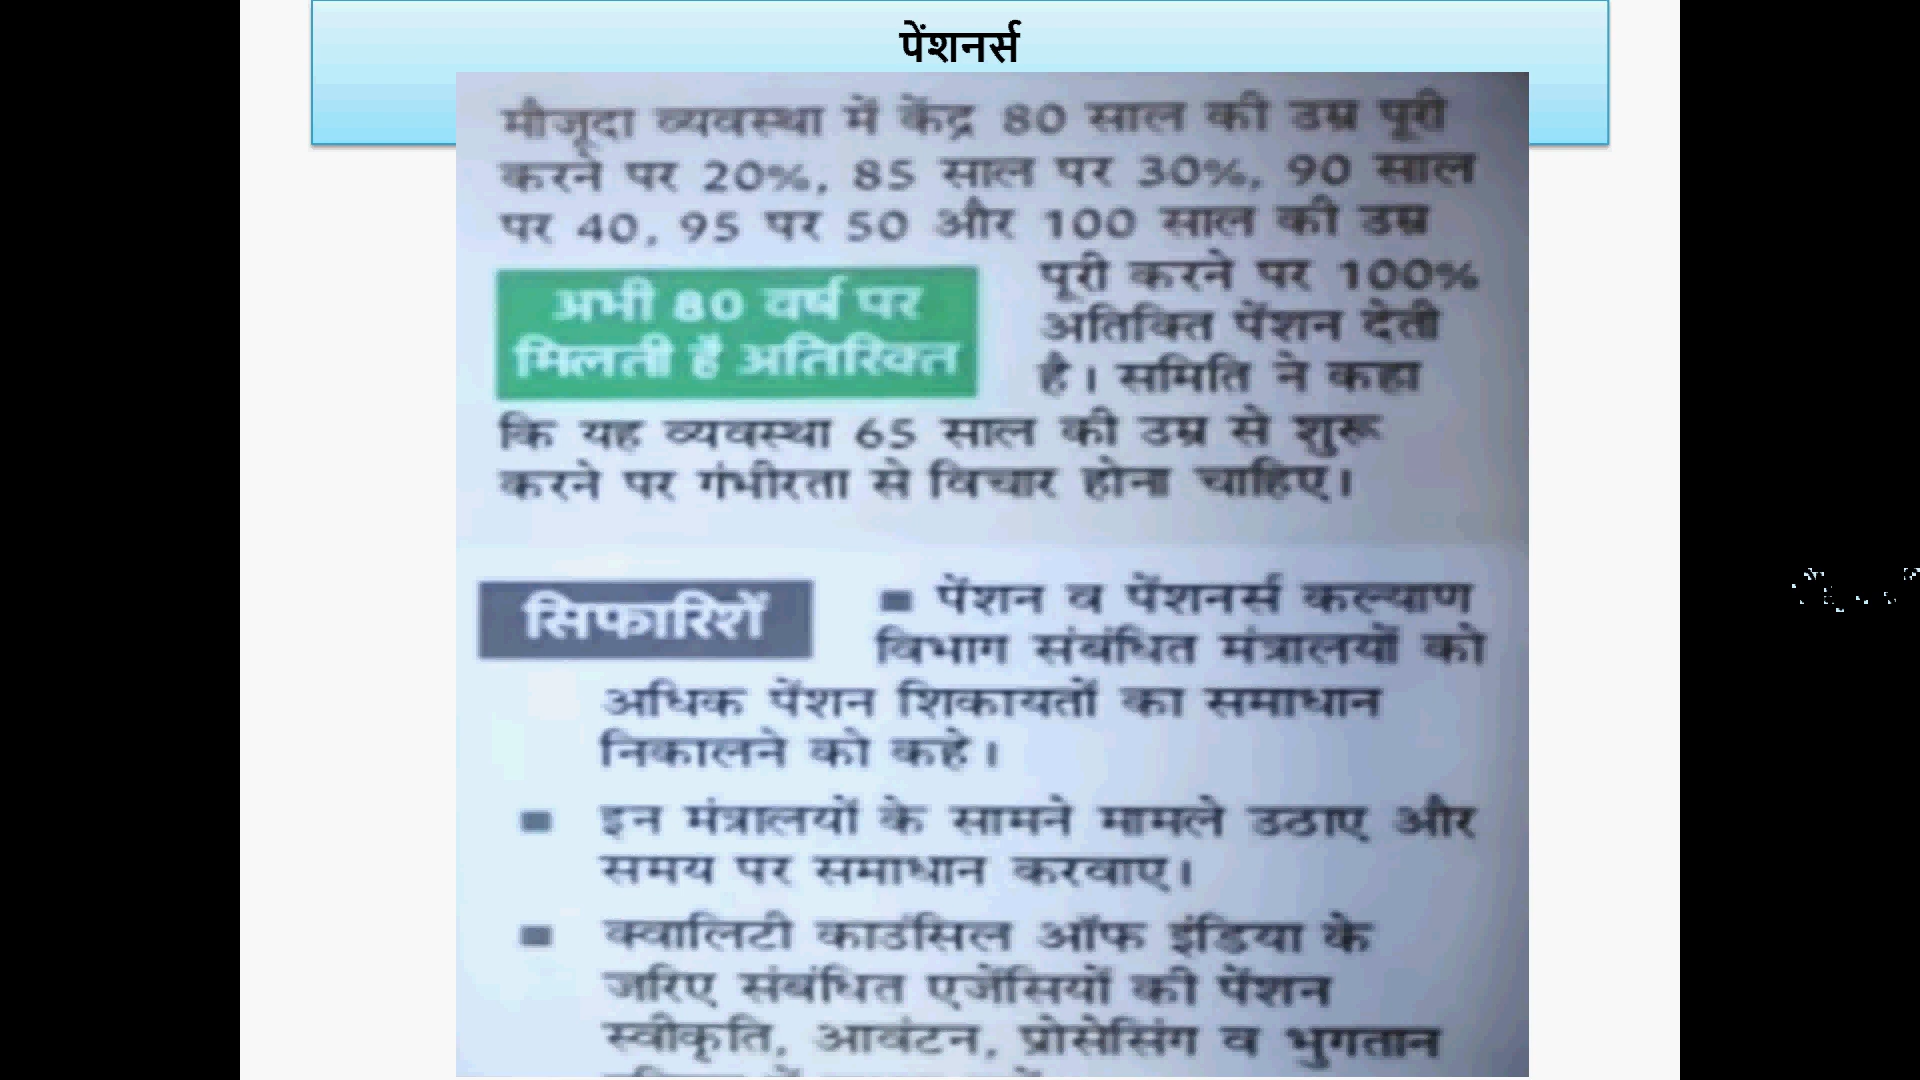 पेंशनर्स
मौजूदा व्यवस्था में केंद्र 80 साल की उम्र पूरी
करने पर 20%, 85 साल पर 30%, 90 साल
पर 40, 95 पर 50 और 100 साल की उम्र
अभी 80 वर्ष पर
मिलती है अतिरिक्त
पूरी करने पर 100%
अतिक्ति पेंशन देती
है। समिति ने कहा
कि यह व्यवस्था 65 साल की उम्र से शुरू
करने पर गंभीरता से विचार होना चाहिए।
सिफारिशें
■ पेंशन व पेंशनर्स कल्याण
विभाग संबंधित मंत्रालयों को
अधिक पेंशन शिकायतों का समाधान
निकालने को कहे।
■ इन मंत्रालयों के सामने मामले उठाए और
समय पर समाधान करवाए।
■ क्वालिटी काउंसिल ऑफ इंडिया के
जरिए संबंधित एजेंसियों की पेंशन
स्वीकृति, आवंटन, प्रोसेसिंग व भुगतान